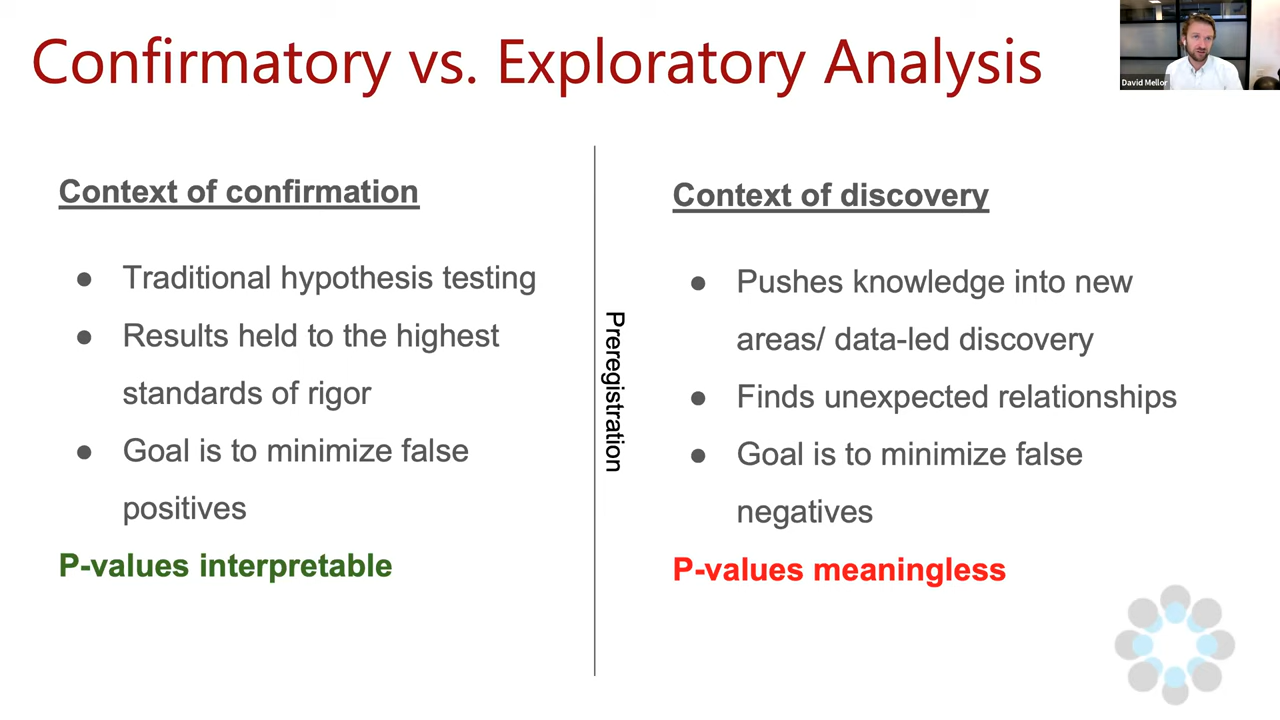 Confirmatory vs. Exploratory Analysis
David Mellor
Context of confirmation
● Traditional hypothesis testing
● Results held to the highest
standards of rigor
● Goal is to minimize false
positives
P-values interpretable
Preregistration
Context of discovery
● Pushes knowledge into new
areas/ data-led discovery
● Finds unexpected relationships
● Goal is to minimize false
negatives
P-values meaningless